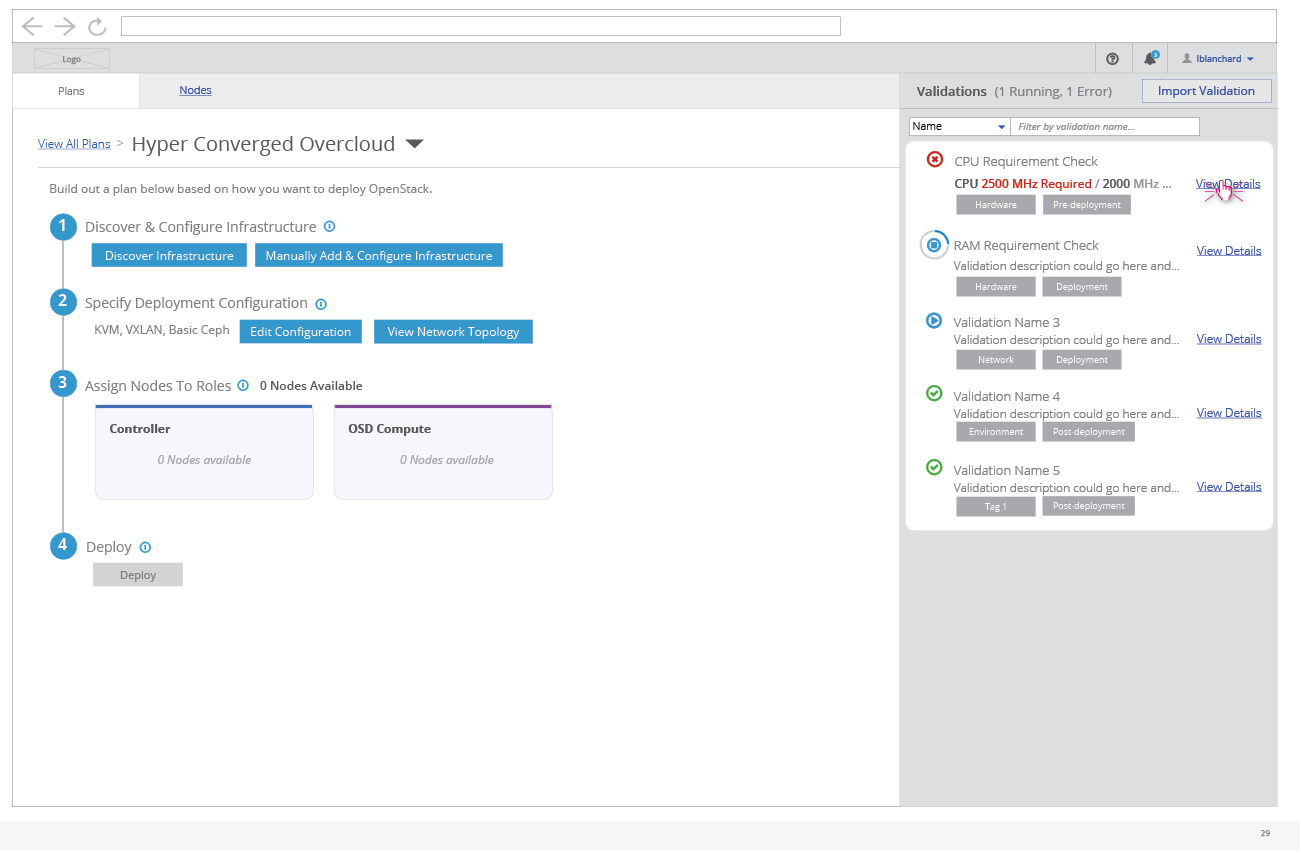 Logo
3
lblanchard
Plans
Nodes
Validations (1 Running, 1 Error)
Import Validation
View All Plans > Hyper Converged Overcloud
Build out a plan below based on how you want to deploy OpenStack.
1 Discover & Configure Infrastructure
Discover Infrastructure
Manually Add & Configure Infrastructure
2 Specify Deployment Configuration
KVM, VXLAN, Basic Ceph
Edit Configuration
View Network Topology
3 Assign Nodes To Roles
0 Nodes Available
Controller
0 Nodes available
OSD Compute
0 Nodes available
4 Deploy
Deploy
Name
Filter by validation name...
CPU Requirement Check
CPU 2500 MHz Required / 2000 MHz ...
View Details
Hardware
Pre-deployment
RAM Requirement Check
View Details
Validation description could go here and...
Hardware
Deployment
Validation Name 3
Validation description could go here and...
View Details
Network
Deployment
Validation Name 4
Validation description could go here and...
View Details
Environment
Post-deployment
Validation Name 5
Validation description could go here and...
View Details
Tag 1
Post-deployment
29